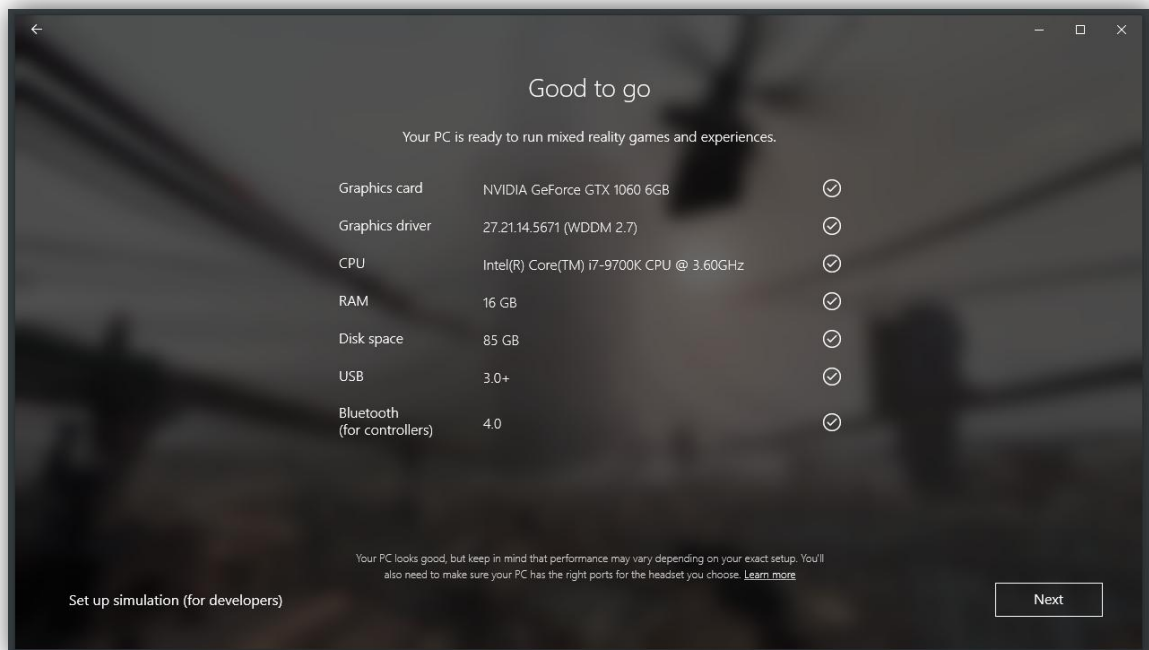 Good to go
Your PC is ready to run mixed reality games and experiences.
Graphics card NVIDIA GeForce GTX 1060 6GB
Graphics driver 27.21.14.5671 (WDDM 2.7)
CPU Intel(R) Core(TM) i7-9700K CPU @ 3.60GHz
RAM 16 GB
Disk space 85 GB
USB 3.0+
Bluetooth
(for controllers) 4.0
Your PC looks good, but keep in mind that performance may vary depending on your exact setup. You'll
also need to make sure your PC has the right ports for the headset you choose. Learn more
Set up simulation (for developers) Next